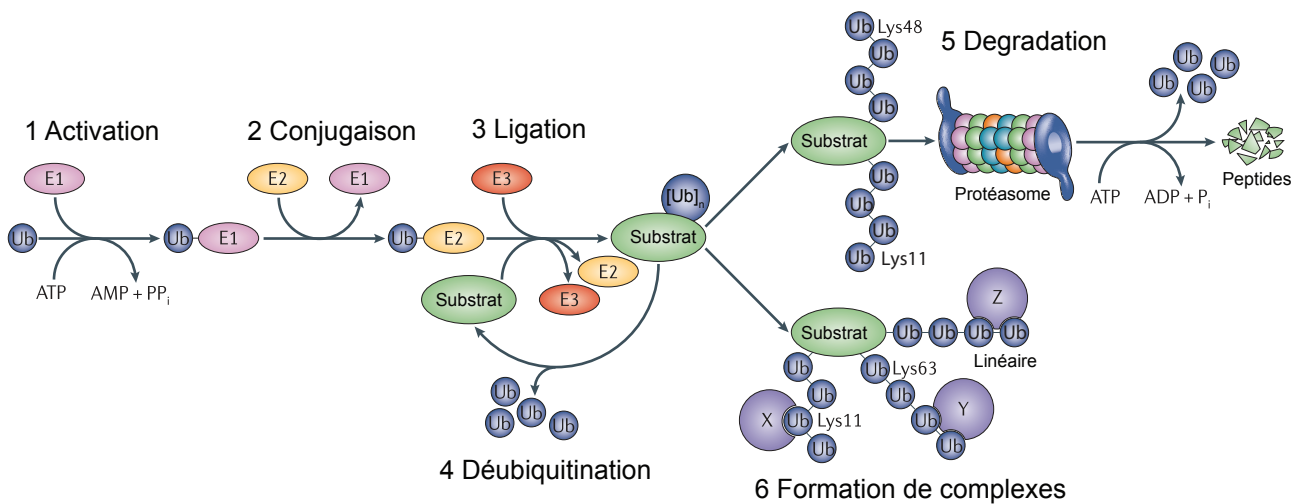 1 Activation
E1
Ub
ATP
AMP + PPi
Ub
E1
2 Conjugaison
E2
E1
Ub
E2
3 Ligation
E3
Substrat
E3
E2
[Ub]n
Substrat
4 Déubiquitination
Ub
Ub
Ub
Ub
Ub
Ub Lys48
Ub
Ub
Ub
Substrat
Ub
Ub
Ub
Ub
Lys11
5 Degradation
Protéasome
ATP
ADP + Pi
Ub
Ub
Ub
Ub
Ub
Peptides
Substrat
Ub
Ub
Ub
Ub
Z
Linéaire
Ub
Lys63
Ub
Ub
Ub
Y
Ub
Ub
X
Ub
Lys11
Ub
6 Formation de complexes